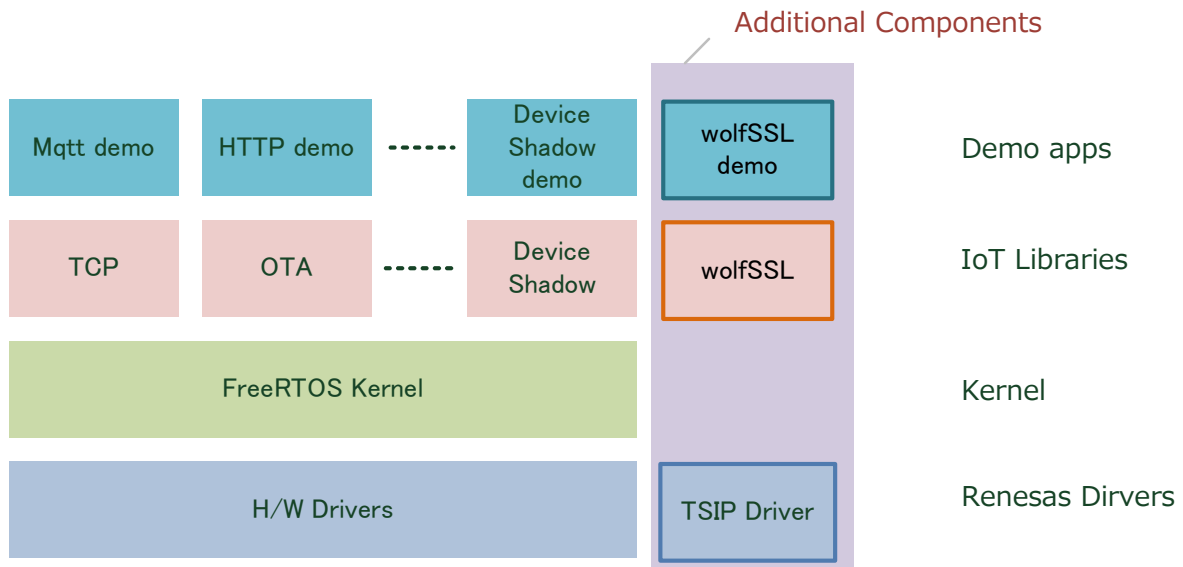 Additional Components
Mqtt demo
HTTP demo
Device
Shadow
demo
wolfSSL
demo
Demo apps
TCP
OTA
Device
Shadow
wolfSSL
IoT Libraries
FreeRTOS Kernel
Kernel
H/W Drivers
TSIP Driver
Renesas Dirvers